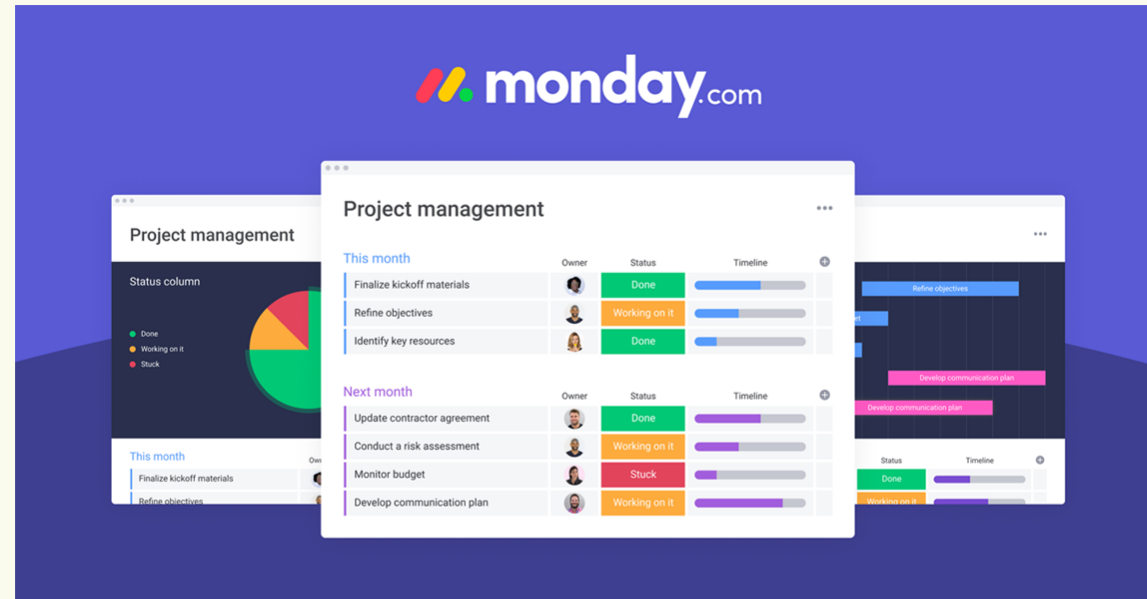 monday.com
Project management
Status column
Done
Working on it
Stuck
This month
Finalize kickoff materials
Refine objectives
Project management
This month Owner Status Timeline
Finalize kickoff materials Done
Refine objectives Working on it
Identify key resources Done
Next month Owner Status Timeline
Update contractor agreement Done
Conduct a risk assessment Working on it
Monitor budget Stuck
Develop communication plan Working on it
Refine objectives
Develop communication plan
Develop communication plan
Status Timeline
Done
Working on it